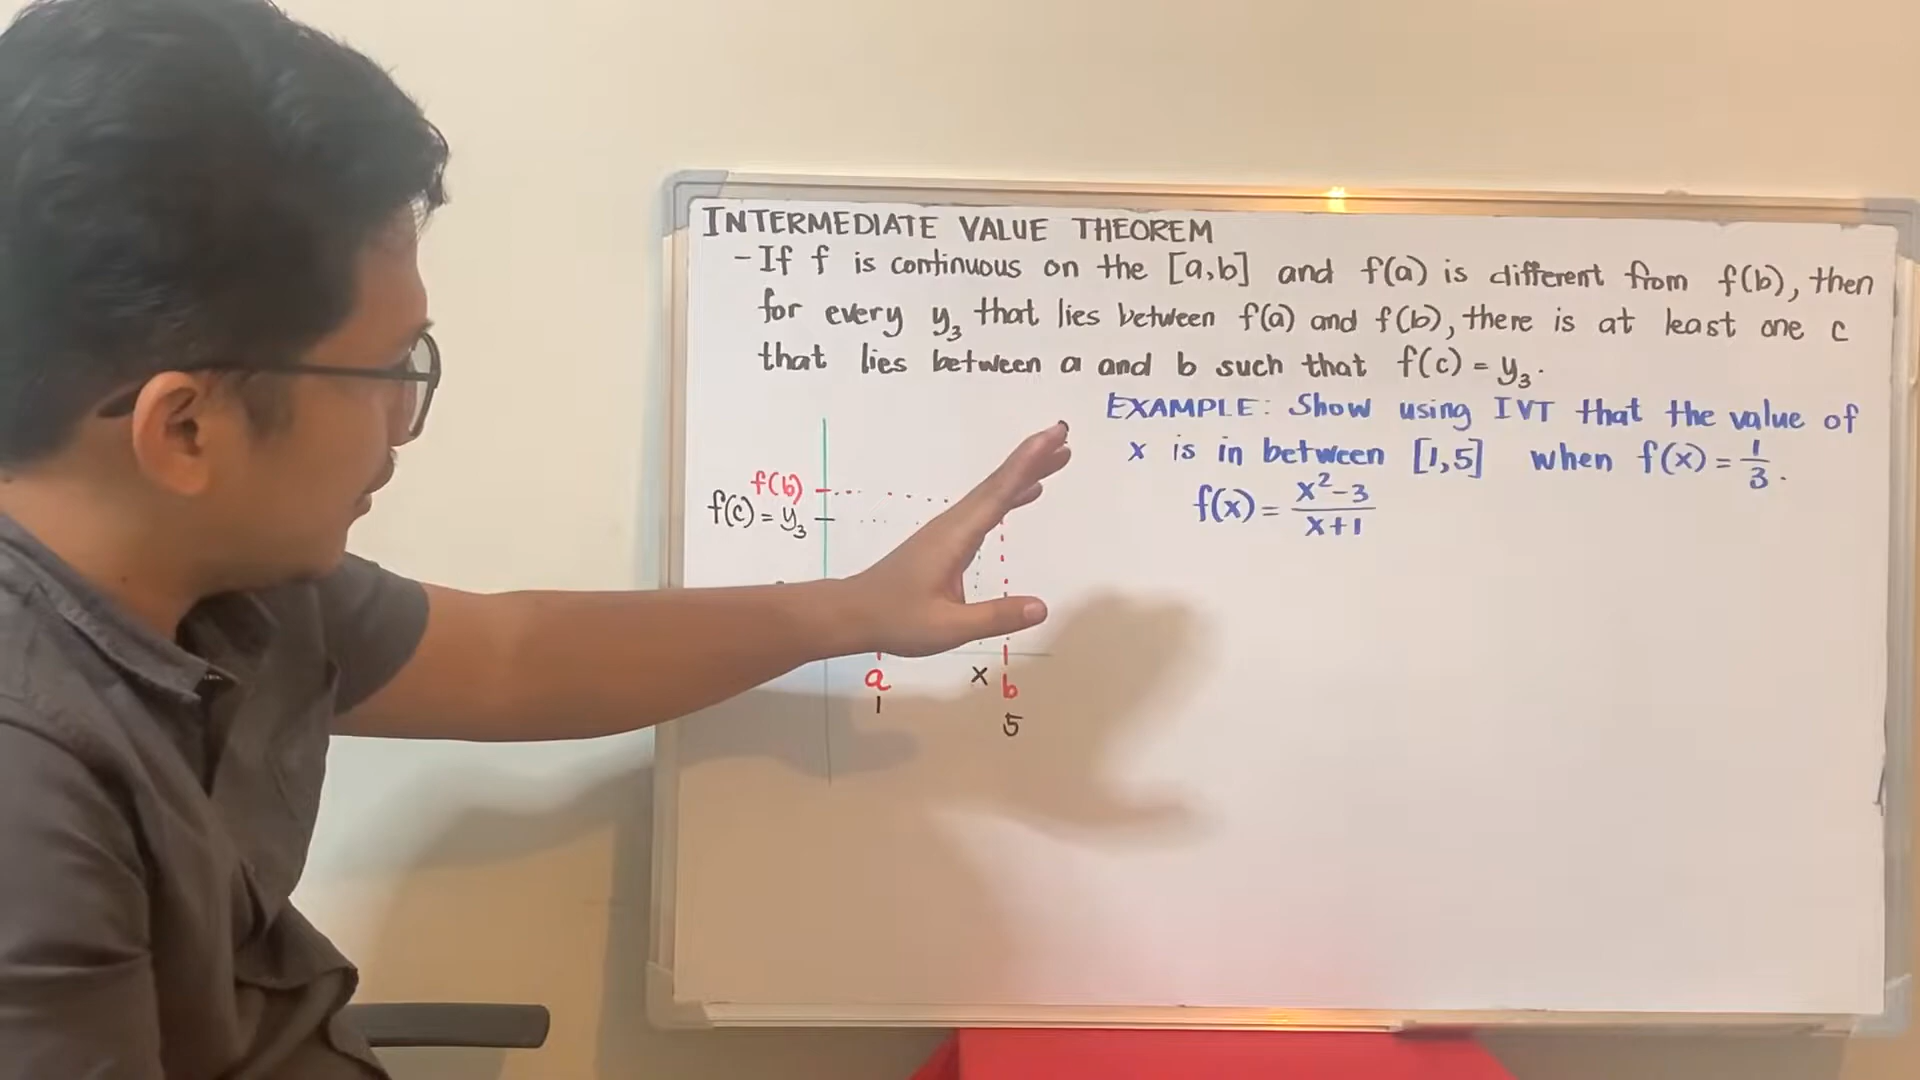 INTERMEDIATE VALUE THEOREM
- If f is continuous on the [a,b] and f(a) is different from f(b), then
for every y₃ that lies between f(a) and f(b), there is at least one c
that lies between a and b such that f(c) = y₃.
EXAMPLE: Show using IVT that the value of
x is in between [1,5] when f(x) = 1/3.
f(x) = x²-3/x+1
f(b)
f(c) = y₃
a x b
1 5